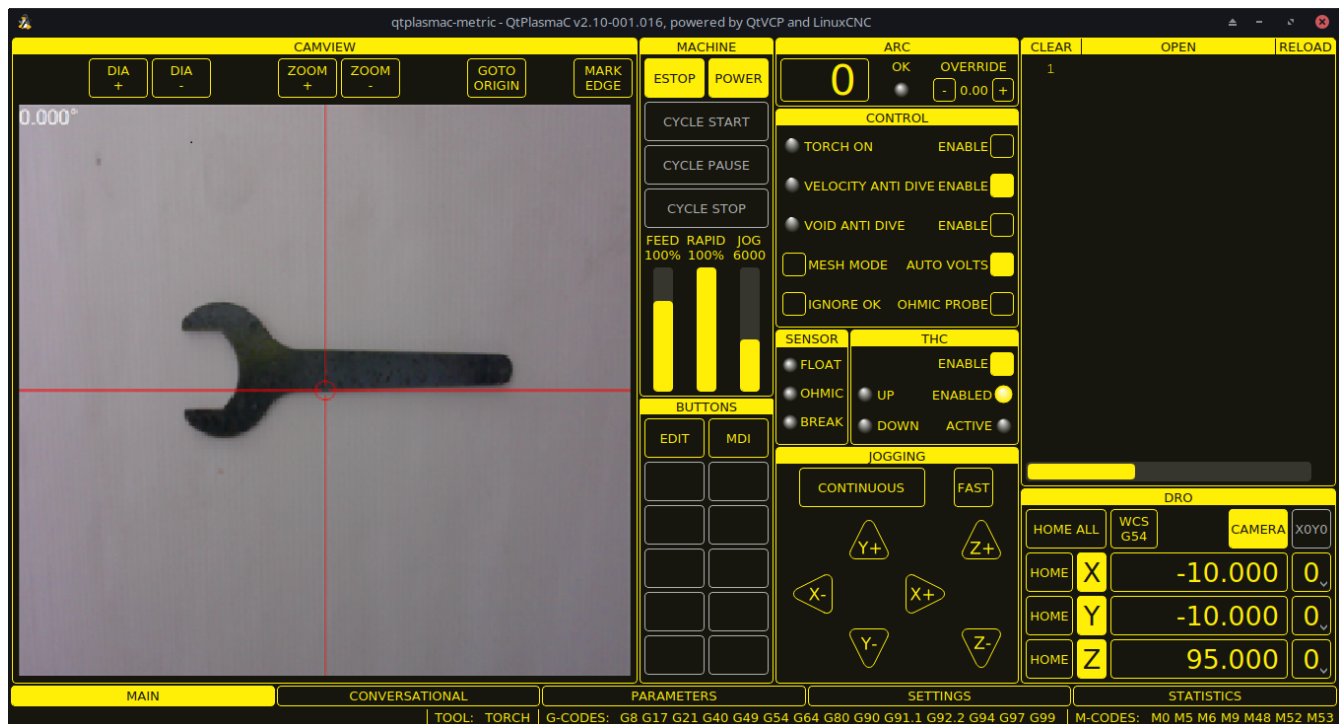 qtplasmac-metric - QtPlasmaC v2.10-001.016, powered by QtVCP and LinuxCNC
CAMVIEW
DIA +
DIA -
ZOOM +
ZOOM -
GOTO ORIGIN
MARK EDGE
0.000°
MACHINE
ESTOP POWER
CYCLE START
CYCLE PAUSE
CYCLE STOP
FEED RAPID JOG
100% 100% 6000
BUTTONS
EDIT MDI
ARC
0 OK OVERRIDE
- 0.00 +
CONTROL
TORCH ON ENABLE
VELOCITY ANTI DIVE ENABLE
VOID ANTI DIVE ENABLE
MESH MODE AUTO VOLTS
IGNORE OK OHMIC PROBE
SENSOR
FLOAT
OHMIC
BREAK
THC
ENABLE
UP ENABLED
DOWN ACTIVE
JOGGING
CONTINUOUS FAST
Y+ Z+
X- X+
Y- Z-
CLEAR OPEN RELOAD
1
DRO
HOME ALL WCS G54 CAMERA X0Y0
HOME X -10.000 0
HOME Y -10.000 0
HOME Z 95.000 0
MAIN CONVERSATIONAL PARAMETERS SETTINGS STATISTICS
TOOL: TORCH G-CODES: G8 G17 G21 G40 G49 G54 G64 G80 G90 G91.1 G92.2 G94 G97 G99 M-CODES: M0 M5 M6 M9 M48 M52 M53